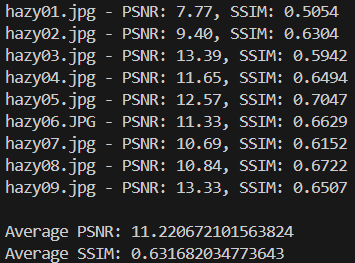 hazy01.jpg - PSNR: 7.77, SSIM: 0.5054
hazy02.jpg - PSNR: 9.40, SSIM: 0.6304
hazy03.jpg - PSNR: 13.39, SSIM: 0.5942
hazy04.jpg - PSNR: 11.65, SSIM: 0.6494
hazy05.jpg - PSNR: 12.57, SSIM: 0.7047
hazy06.JPG - PSNR: 11.33, SSIM: 0.6629
hazy07.jpg - PSNR: 10.69, SSIM: 0.6152
hazy08.jpg - PSNR: 10.84, SSIM: 0.6722
hazy09.jpg - PSNR: 13.33, SSIM: 0.6507
Average PSNR: 11.220672101563824
Average SSIM: 0.631682034773643